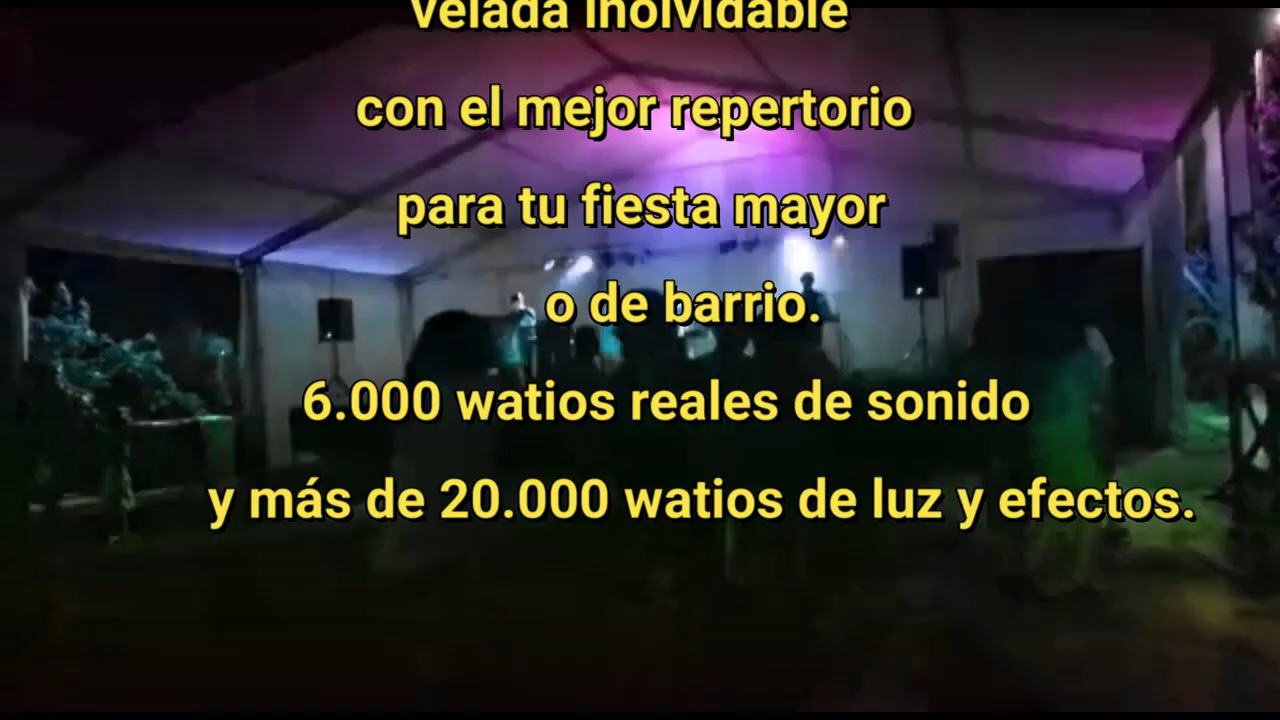 velada inolvidable
con el mejor repertorio
para tu fiesta mayor
o de barrio.
6.000 watios reales de sonido
y más de 20.000 watios de luz y efectos.